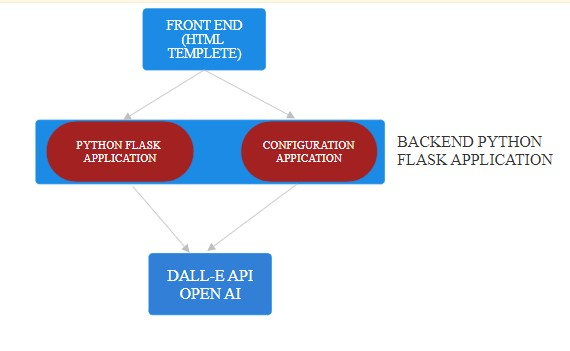 FRONT END
(HTML
TEMPLETE)
PYTHON FLASK
APPLICATION
CONFIGURATION
APPICATION
BACKEND PYTHON
FLASK APPLICATION
DALL-E API
OPEN AI